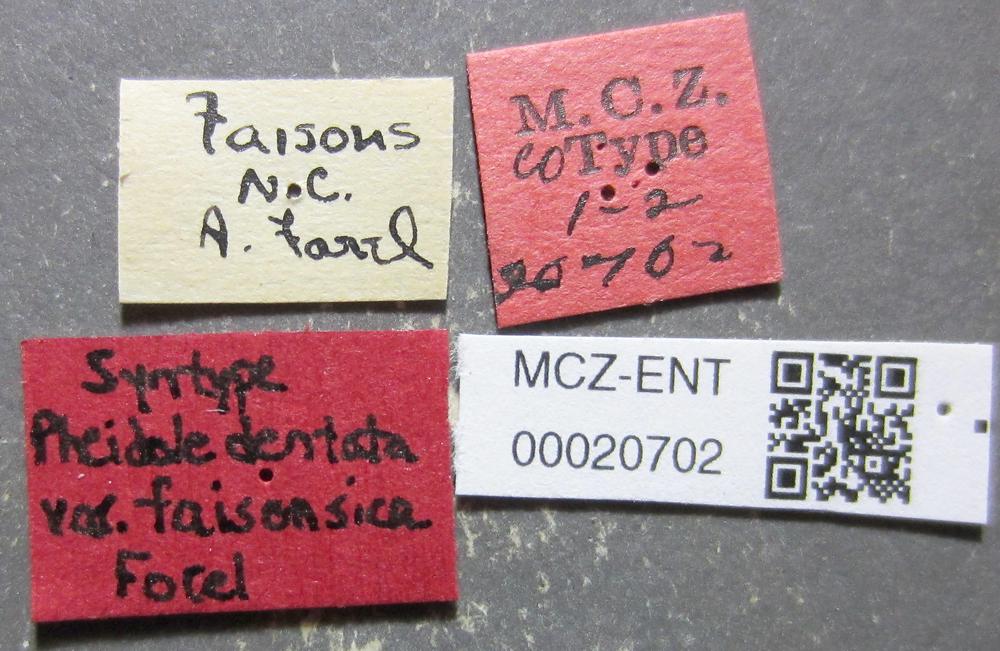 Faisons
N.C.
A. Forel
M.C.Z.
CoType
1-2
20702
Syntype
Pheidole dentata
var. faisonsica
Forel
MCZ-ENT
00020702